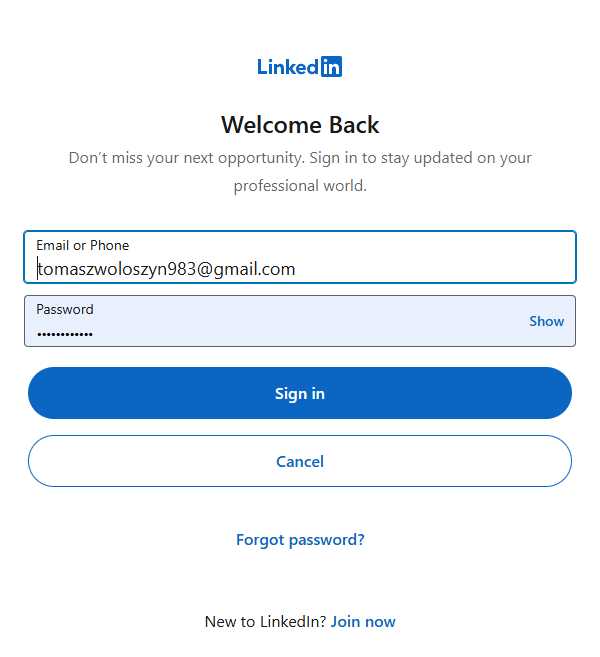 LinkedIn
Welcome Back
Don't miss your next opportunity. Sign in to stay updated on your
professional world.
Email or Phone
tomaszwoloszyn983@gmail.com
Password
••••••••••••
Show
Sign in
Cancel
Forgot password?
New to LinkedIn? Join now